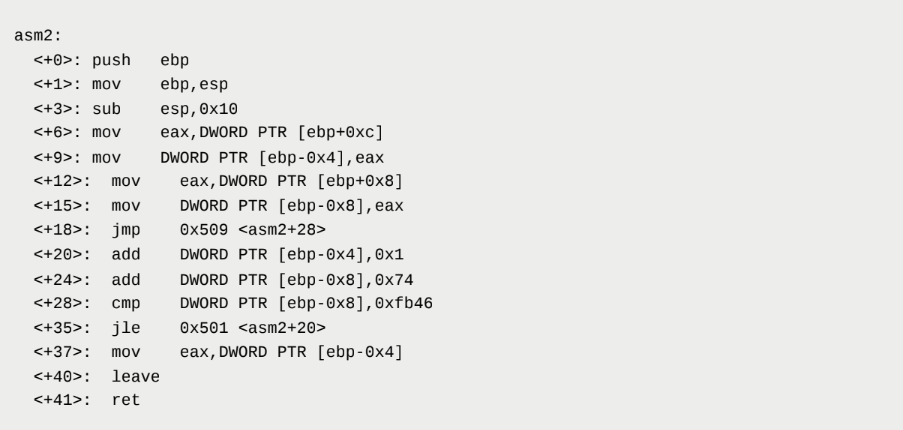 asm2:
<+0>: push   ebp
<+1>: mov    ebp,esp
<+3>: sub    esp,0x10
<+6>: mov    eax,DWORD PTR [ebp+0xc]
<+9>: mov    DWORD PTR [ebp-0x4],eax
<+12>:  mov    eax,DWORD PTR [ebp+0x8]
<+15>:  mov    DWORD PTR [ebp-0x8],eax
<+18>:  jmp    0x509 <asm2+28>
<+20>:  add    DWORD PTR [ebp-0x4],0x1
<+24>:  add    DWORD PTR [ebp-0x8],0x74
<+28>:  cmp    DWORD PTR [ebp-0x8],0xfb46
<+35>:  jle    0x501 <asm2+20>
<+37>:  mov    eax,DWORD PTR [ebp-0x4]
<+40>:  leave
<+41>:  ret